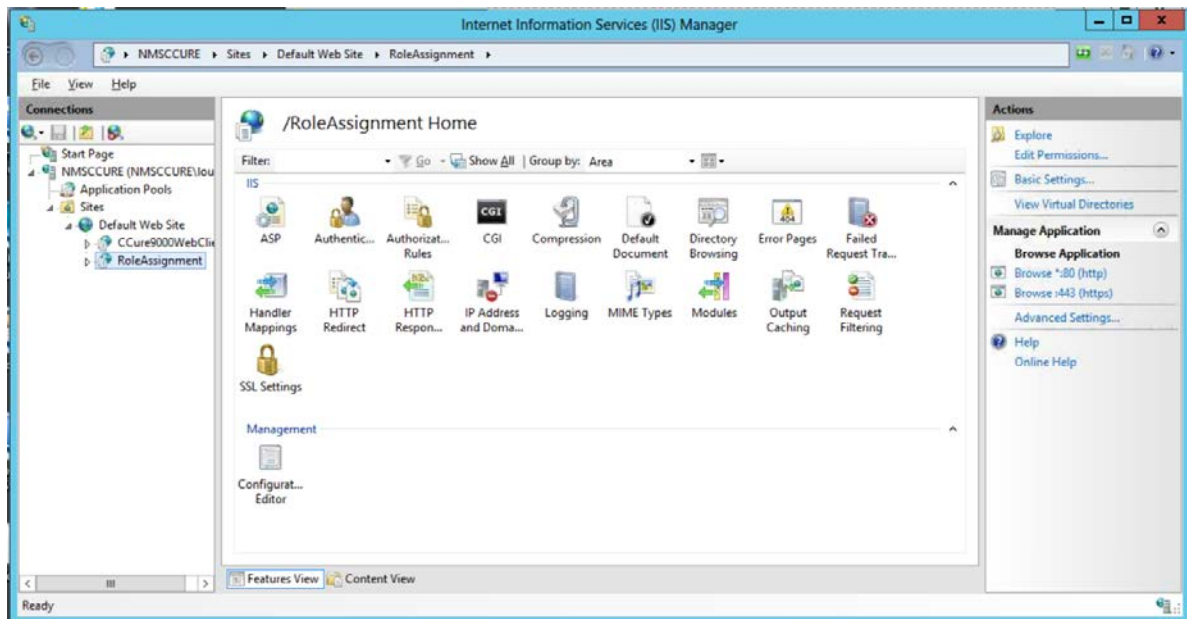 Internet Information Services (IIS) Manager
NMSCCURE Sites Default Web Site RoleAssignment
File View Help
Connections
Start Page
NMSCCURE (NMSCCURE\lou
Application Pools
Sites
Default Web Site
CCure9000WebClie
RoleAssignment
/RoleAssignment Home
Filter: Go Show All Group by: Area
IIS
ASP Authentic... Authorizat... CGI Compression Default Directory Error Pages Failed
Rules Document Browsing Request Tra...
Handler HTTP HTTP IP Address Logging MIME Types Modules Output Request
Mappings Redirect Respon... and Doma... Caching Filtering
SSL Settings
Management
Configurat...
Editor
Features View Content View
Ready
Actions
Explore
Edit Permissions...
Basic Settings...
View Virtual Directories
Manage Application
Browse Application
Browse *:80 (http)
Browse :443 (https)
Advanced Settings...
Help
Online Help